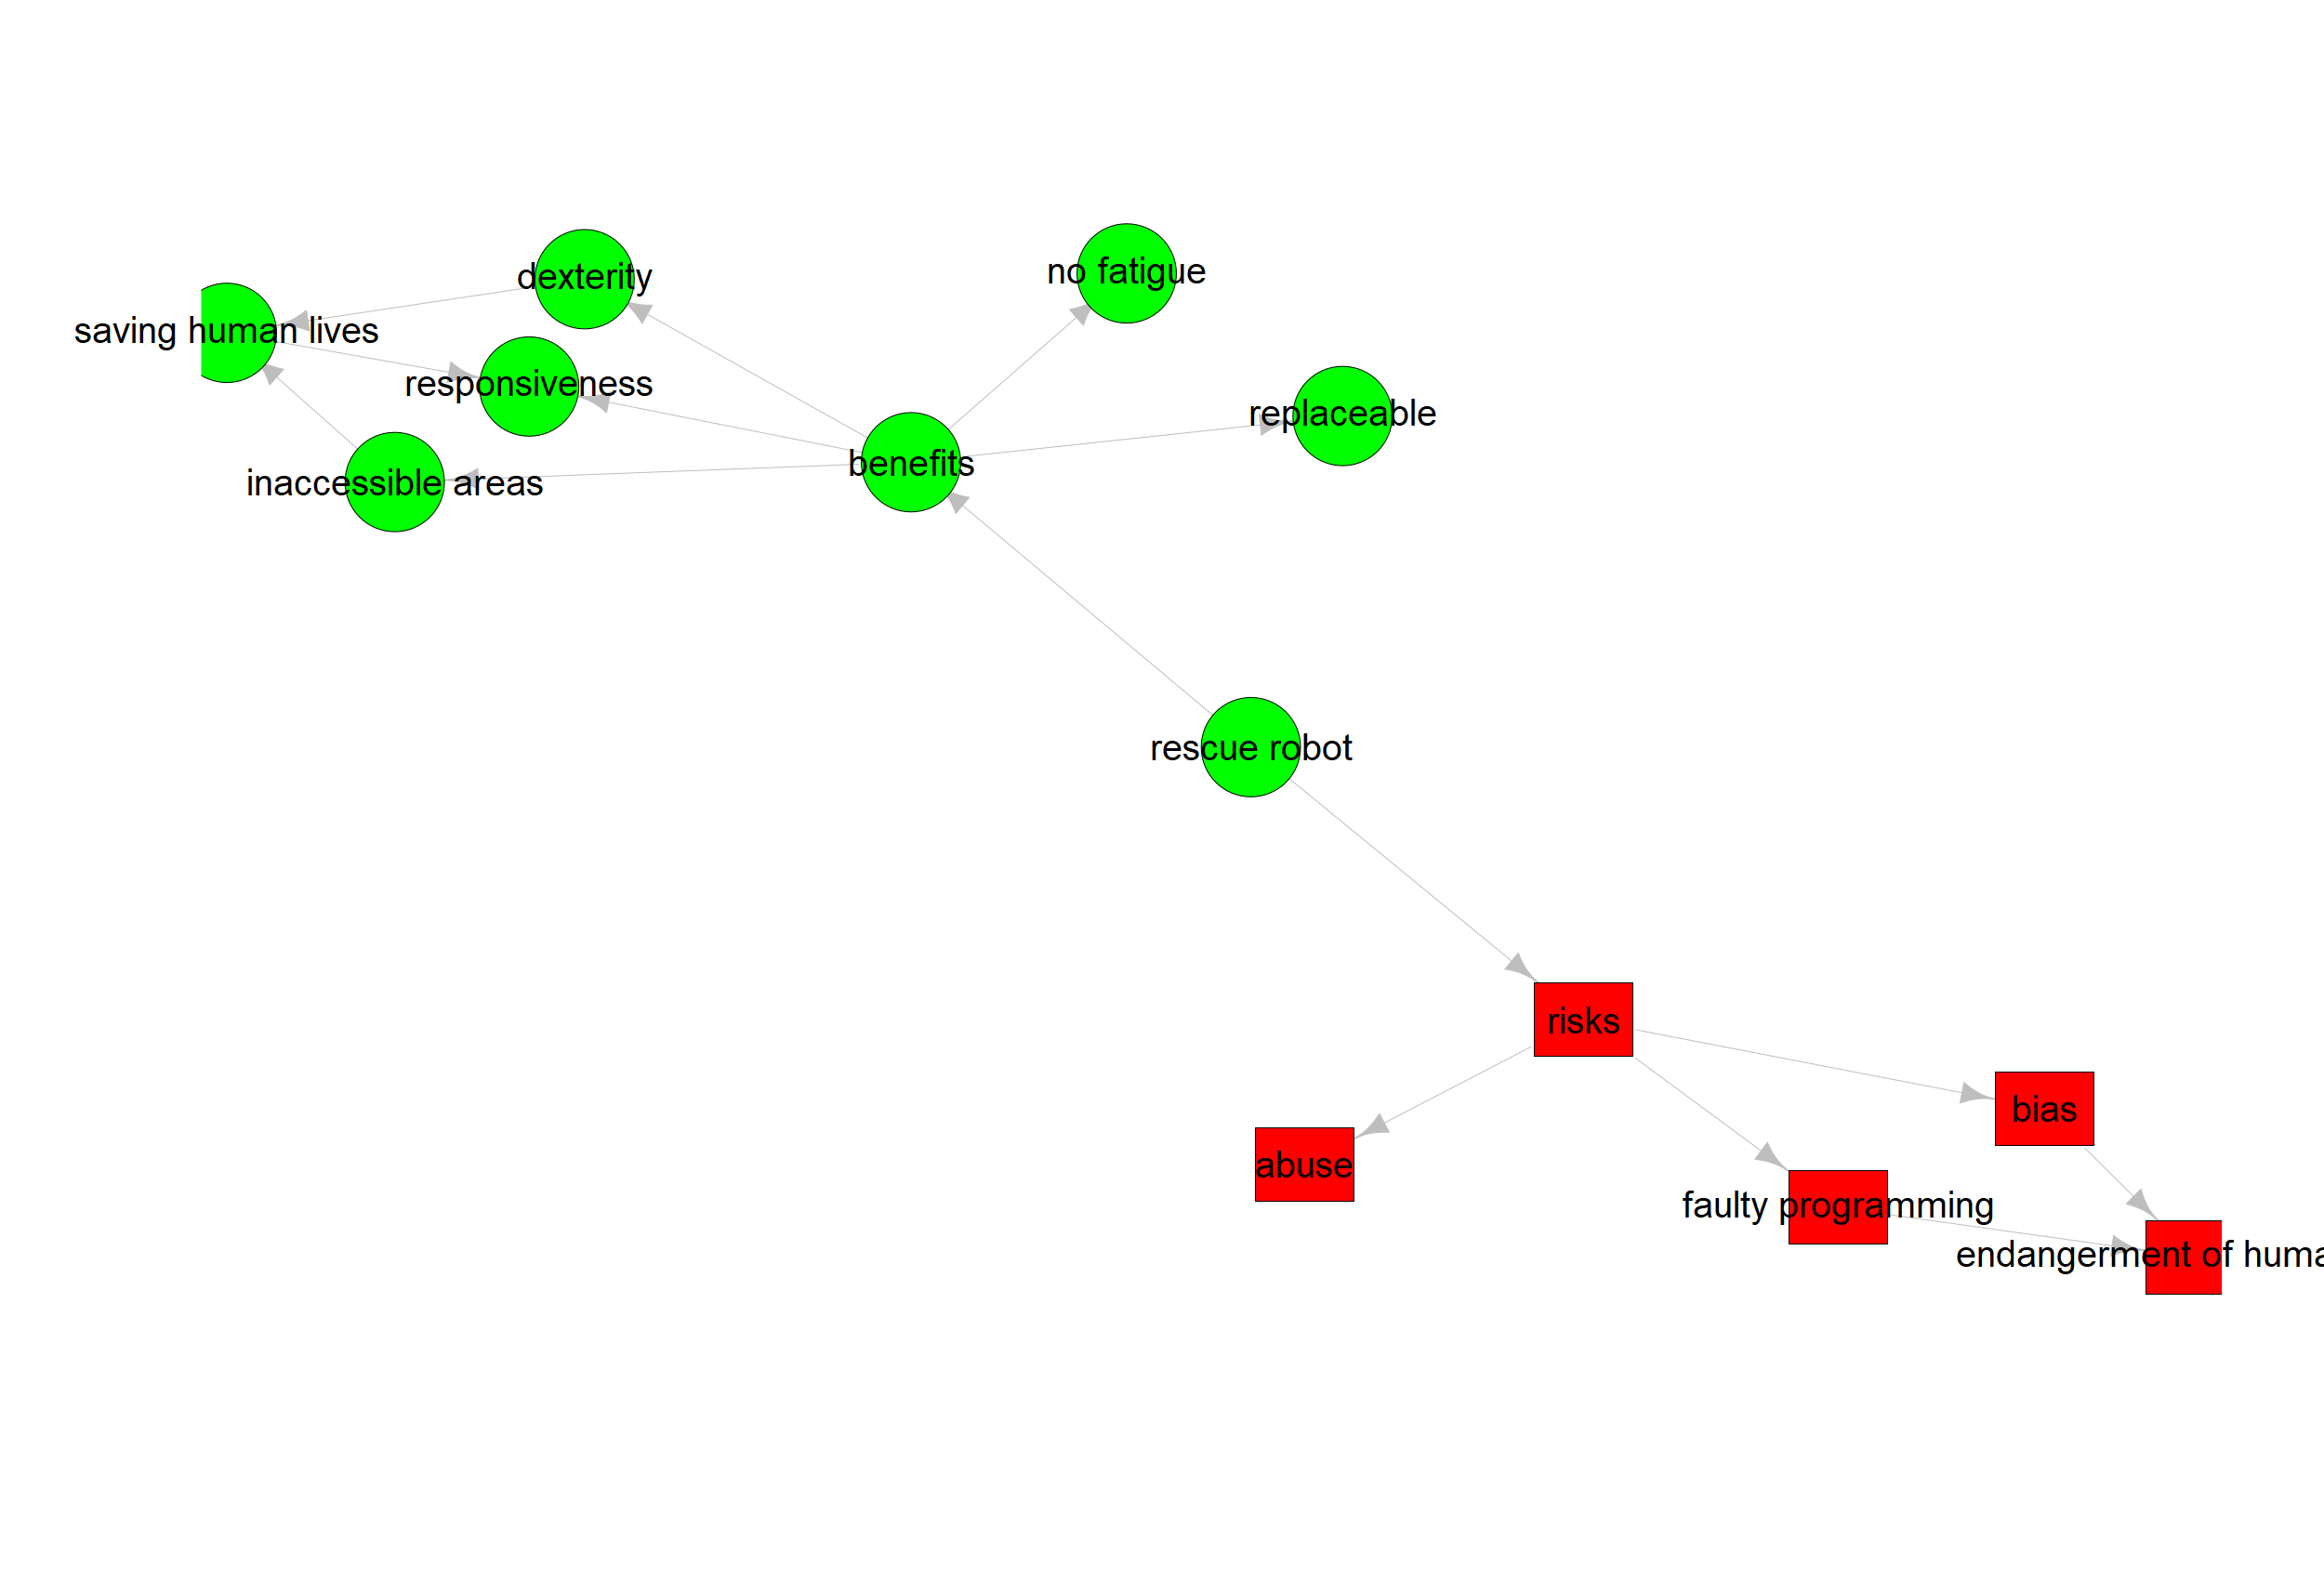 no fatigue
dexterity
saving human lives
responsiveness
replaceable
benefits
inaccessible areas
rescue robot
risks
bias
abuse
faulty programming
endangerment of